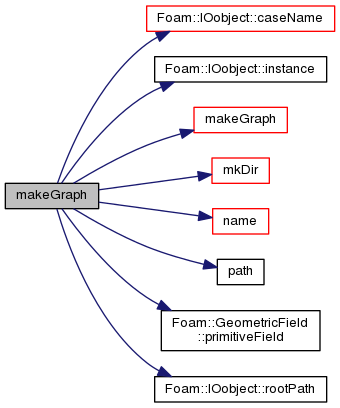 Foam::IOobject::caseName
Foam::IOobject::instance
makeGraph
mkDir
makeGraph
name
path
Foam::GeometricField
::primitiveField
Foam::IOobject::rootPath